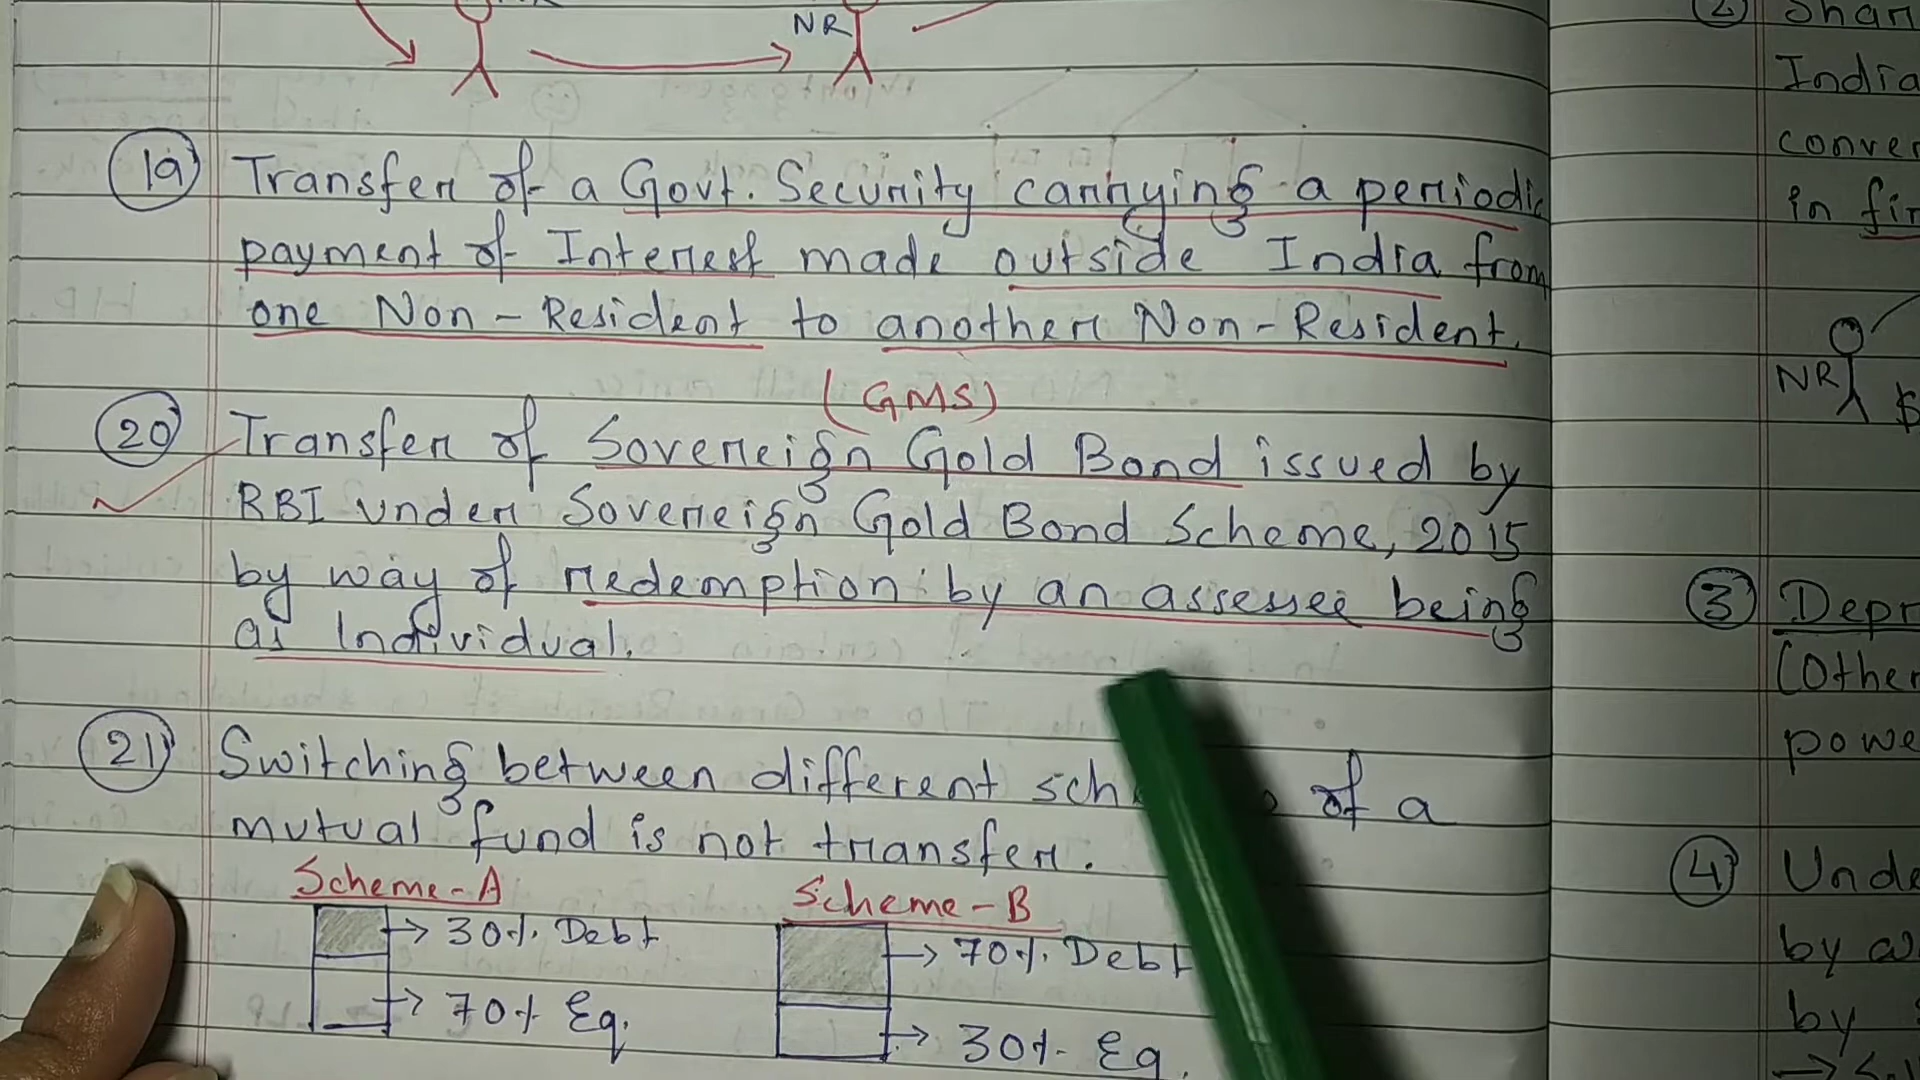 NR
19 Transfer of a Govt. Security carrying a periodic
payment of Interest made outside India from
one Non-Resident to another Non-Resident.
(GMS)
20 Transfer of Sovereign Gold Bond issued by
RBI under Sovereign Gold Bond Scheme, 2015
by way of redemption by an assessee being
as Individual.
21 Switching between different sch of a
mutual fund is not transfer.
Scheme-A
30% Debt
70% Eq.
Scheme-B
70% Debt
30% Eq.
2 Shar
India
conver
in fir
NR
$
3 Depr
(Other
powe
4 Unde
by
by